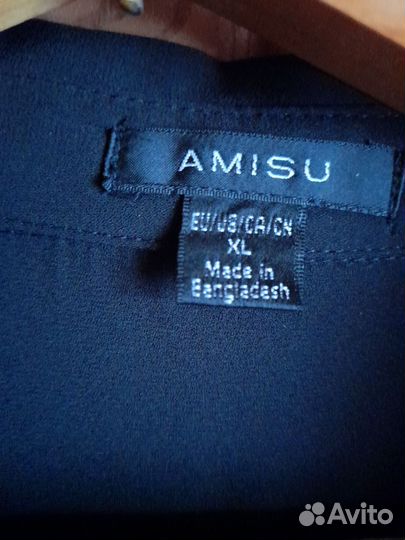 AMISU
EU/US/CA/CN
XL
Made in
Bangladesh
Avito